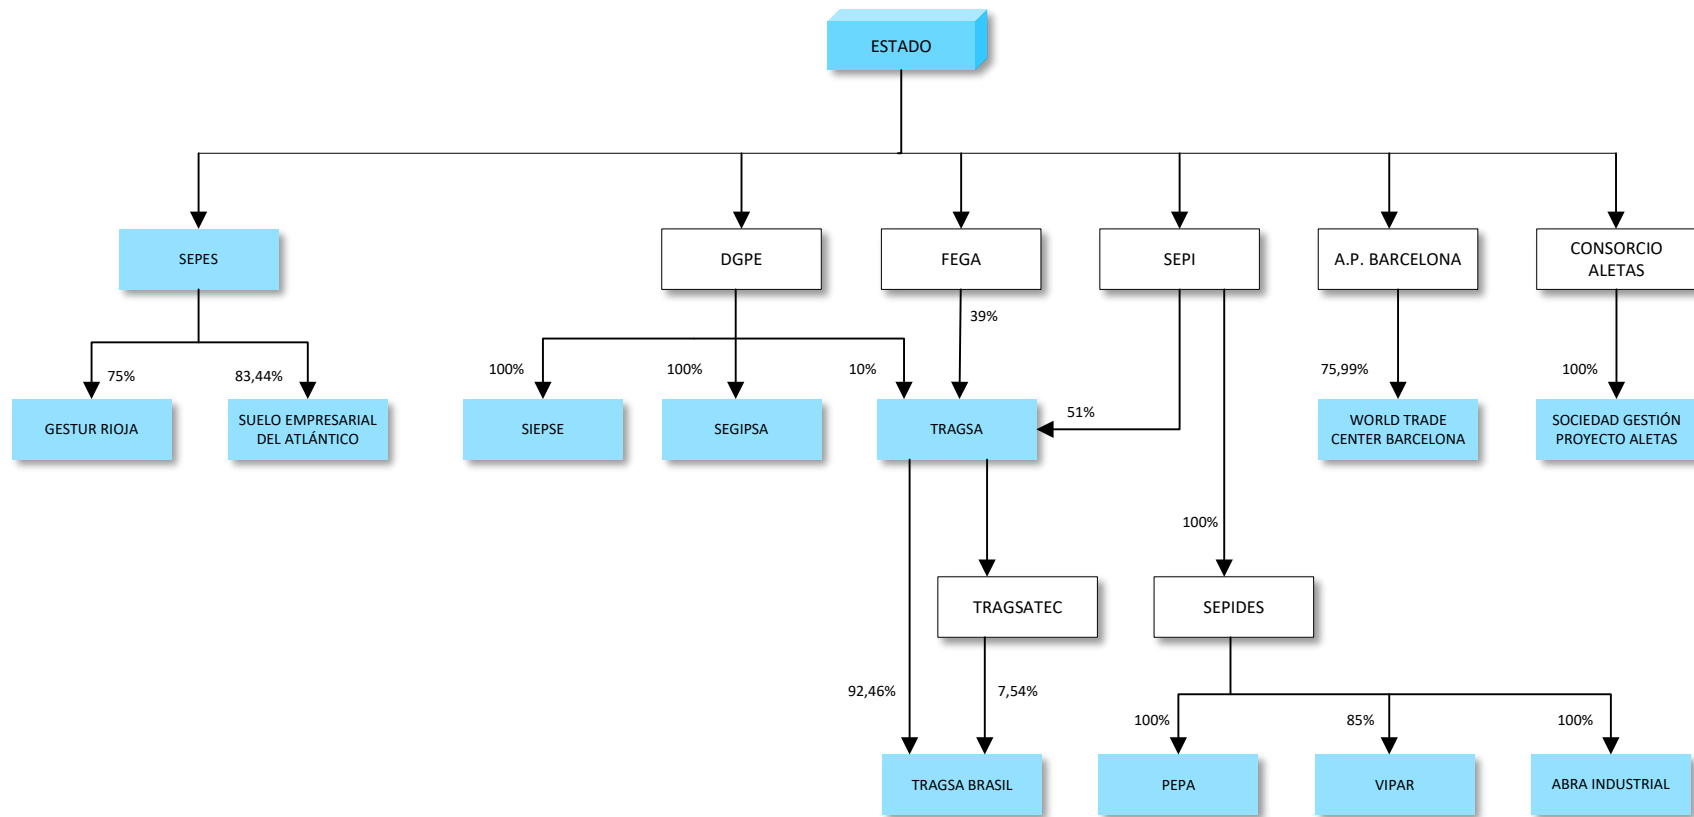 ESTADO
SEPES
DGPE
FEGA
SEPI
A.P. BARCELONA
CONSORCIO
ALETAS
39%
75%
83,44%
100%
100%
10%
75,99%
100%
51%
GESTUR RIOJA
SUELO EMPRESARIAL
DEL ATLÁNTICO
SIEPSE
SEGIPSA
TRAGSA
WORLD TRADE
CENTER BARCELONA
SOCIEDAD GESTIÓN
PROYECTO ALETAS
100%
TRAGSATEC
SEPIDES
92,46%
7,54%
100%
85%
100%
TRAGSA BRASIL
PEPA
VIPAR
ABRA INDUSTRIAL